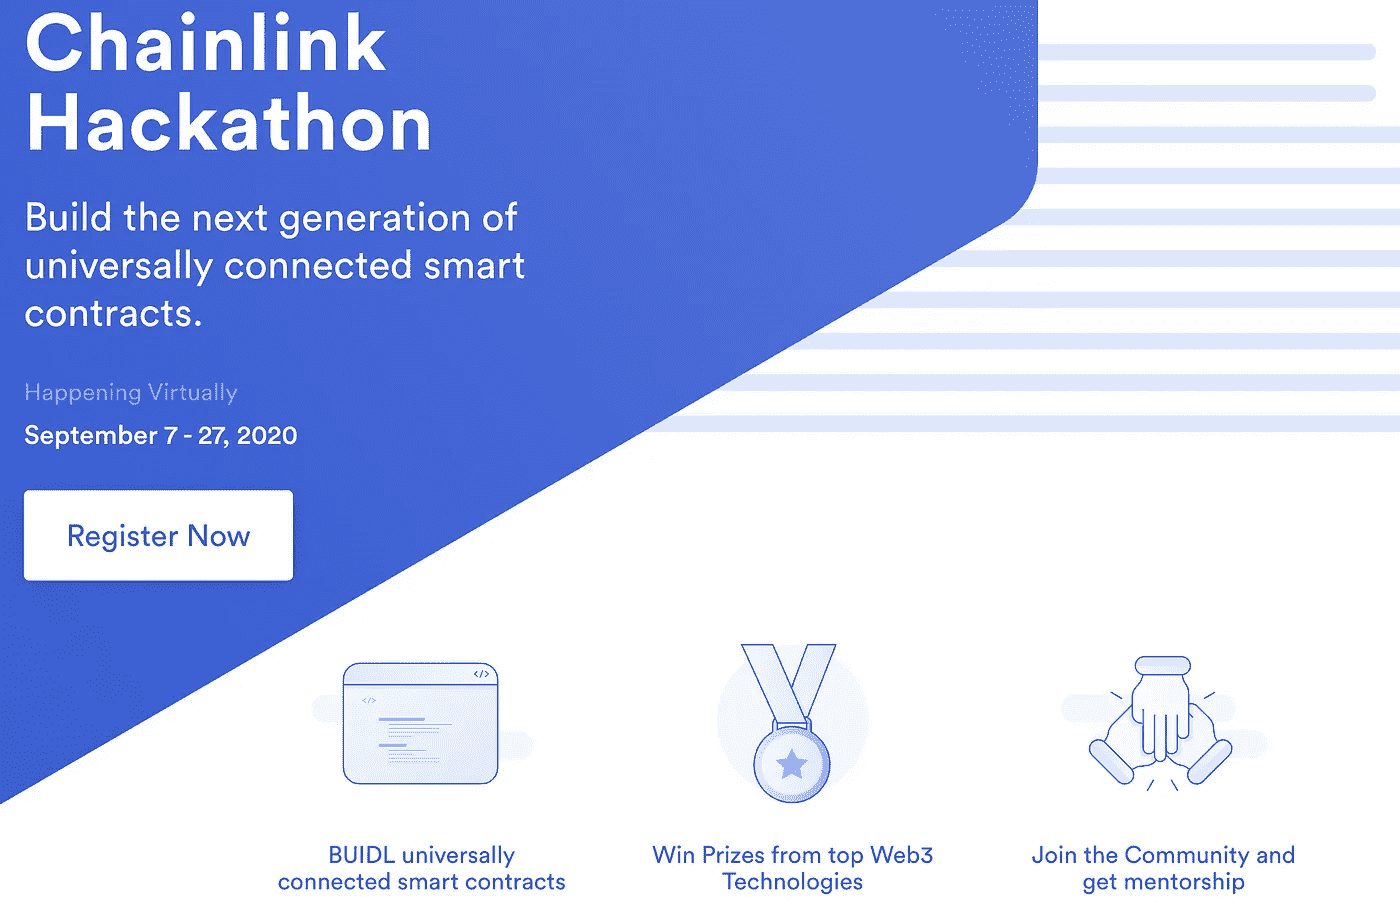 Chainlink
Hackathon
Build the next generation of
universally connected smart
contracts.
Happening Virtually
September 7 - 27, 2020
Register Now
</>
</>
BUIDL universally
connected smart contracts
Win Prizes from top Web3
Technologies
Join the Community and
get mentorship